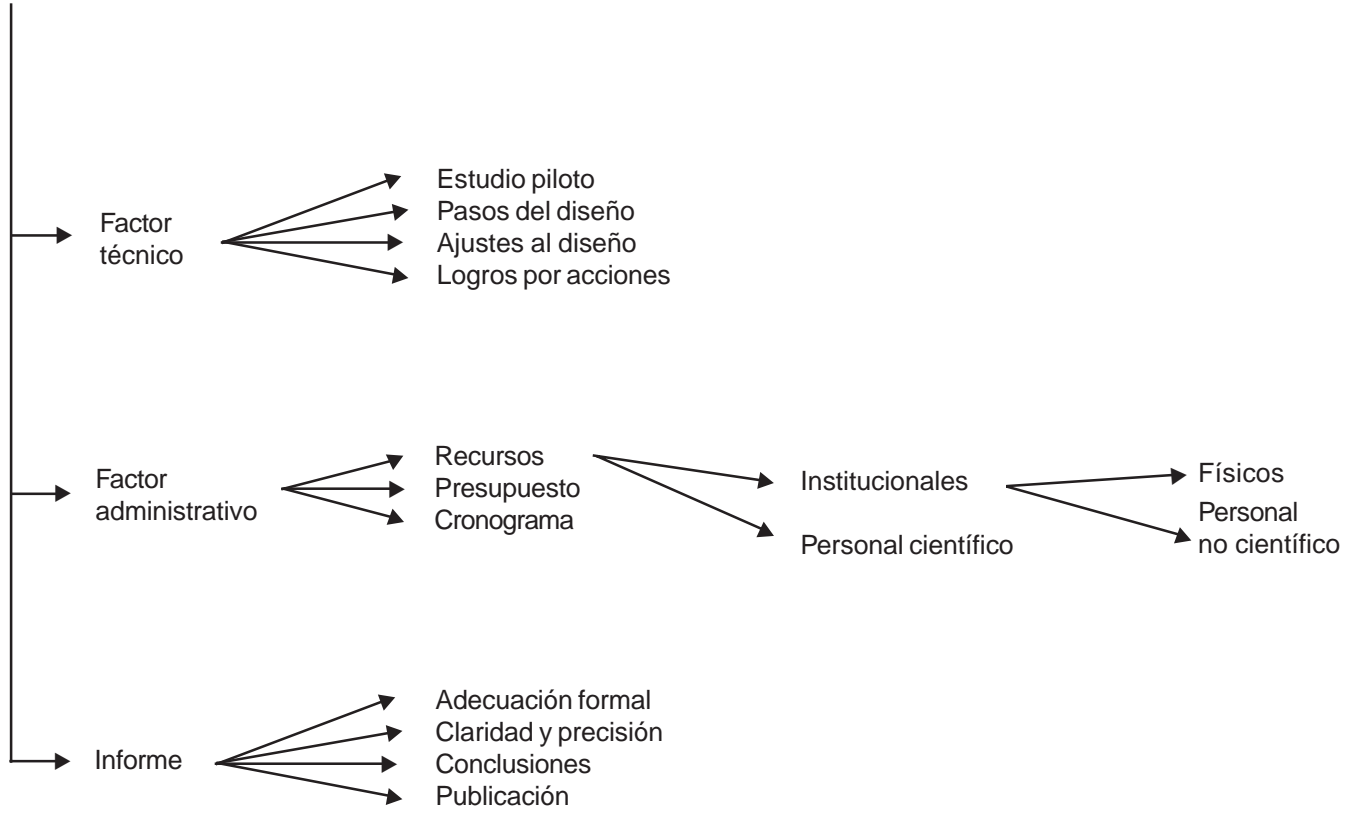 Factor
técnico
Estudio piloto
Pasos del diseño
Ajustes al diseño
Logros por acciones
Factor
administrativo
Recursos
Presupuesto
Cronograma
Institucionales
Personal científico
Físicos
Personal
no científico
Informe
Adecuación formal
Claridad y precisión
Conclusiones
Publicación